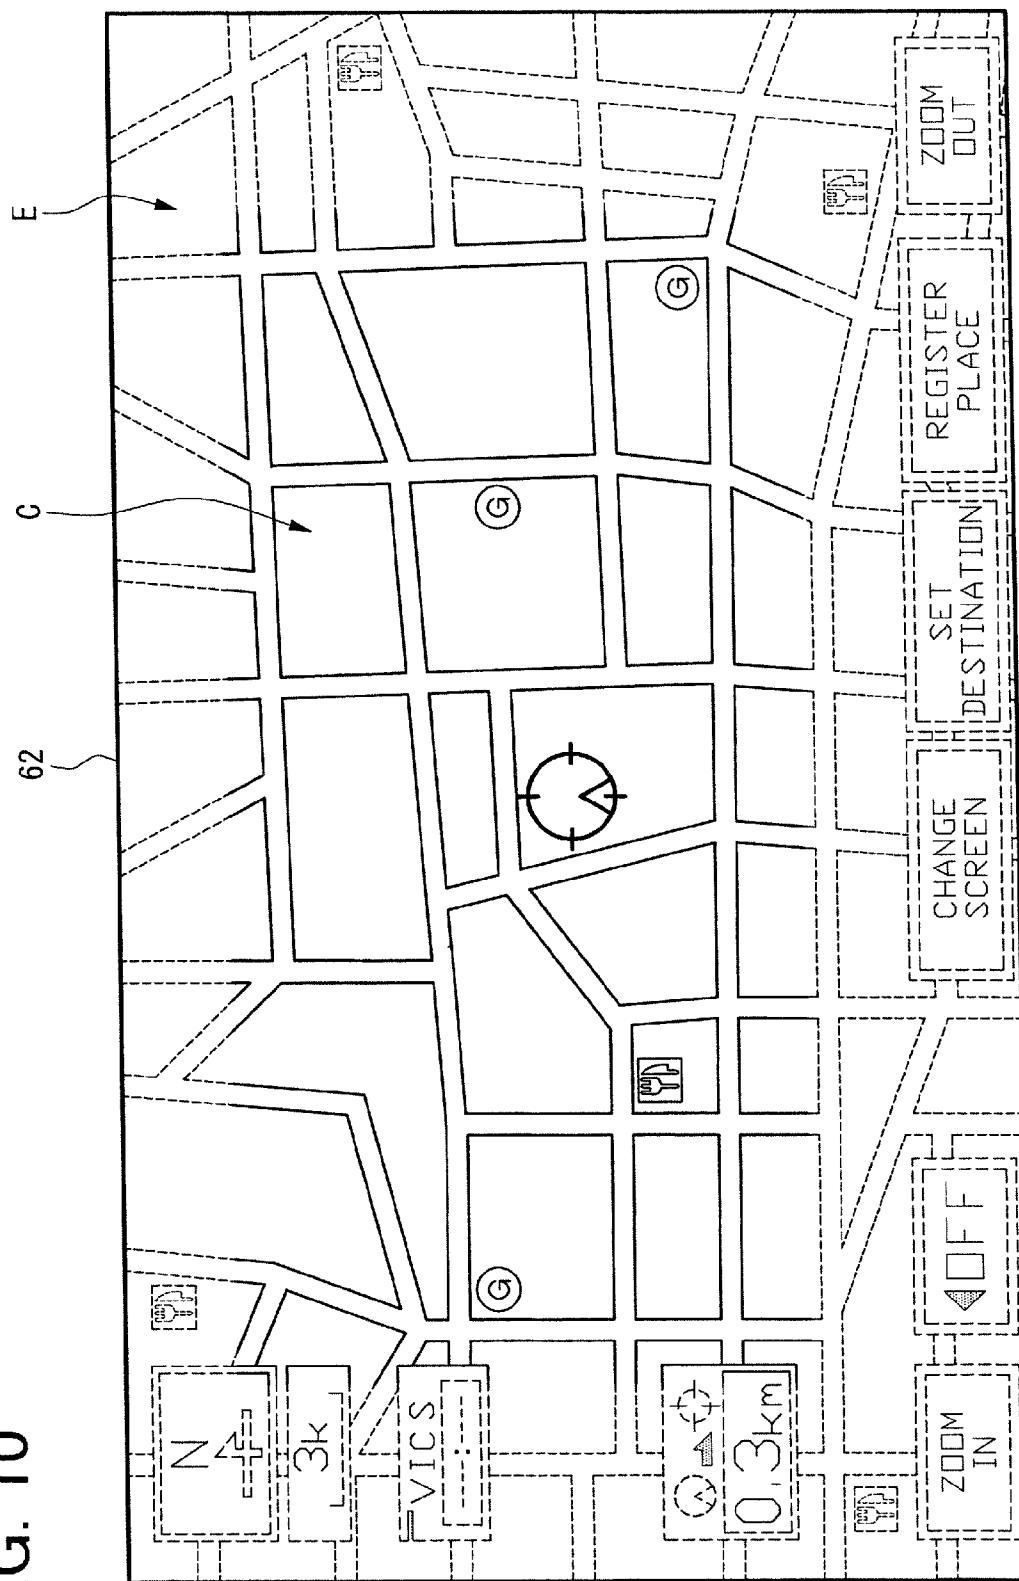 G. 10
62
C
E
N
3k
VICS
--:--
G
G
G
0.3km
ZOOM
IN
OFF
CHANGE
SCREEN
SET
DESTINATION
REGISTER
PLACE
ZOOM
OUT